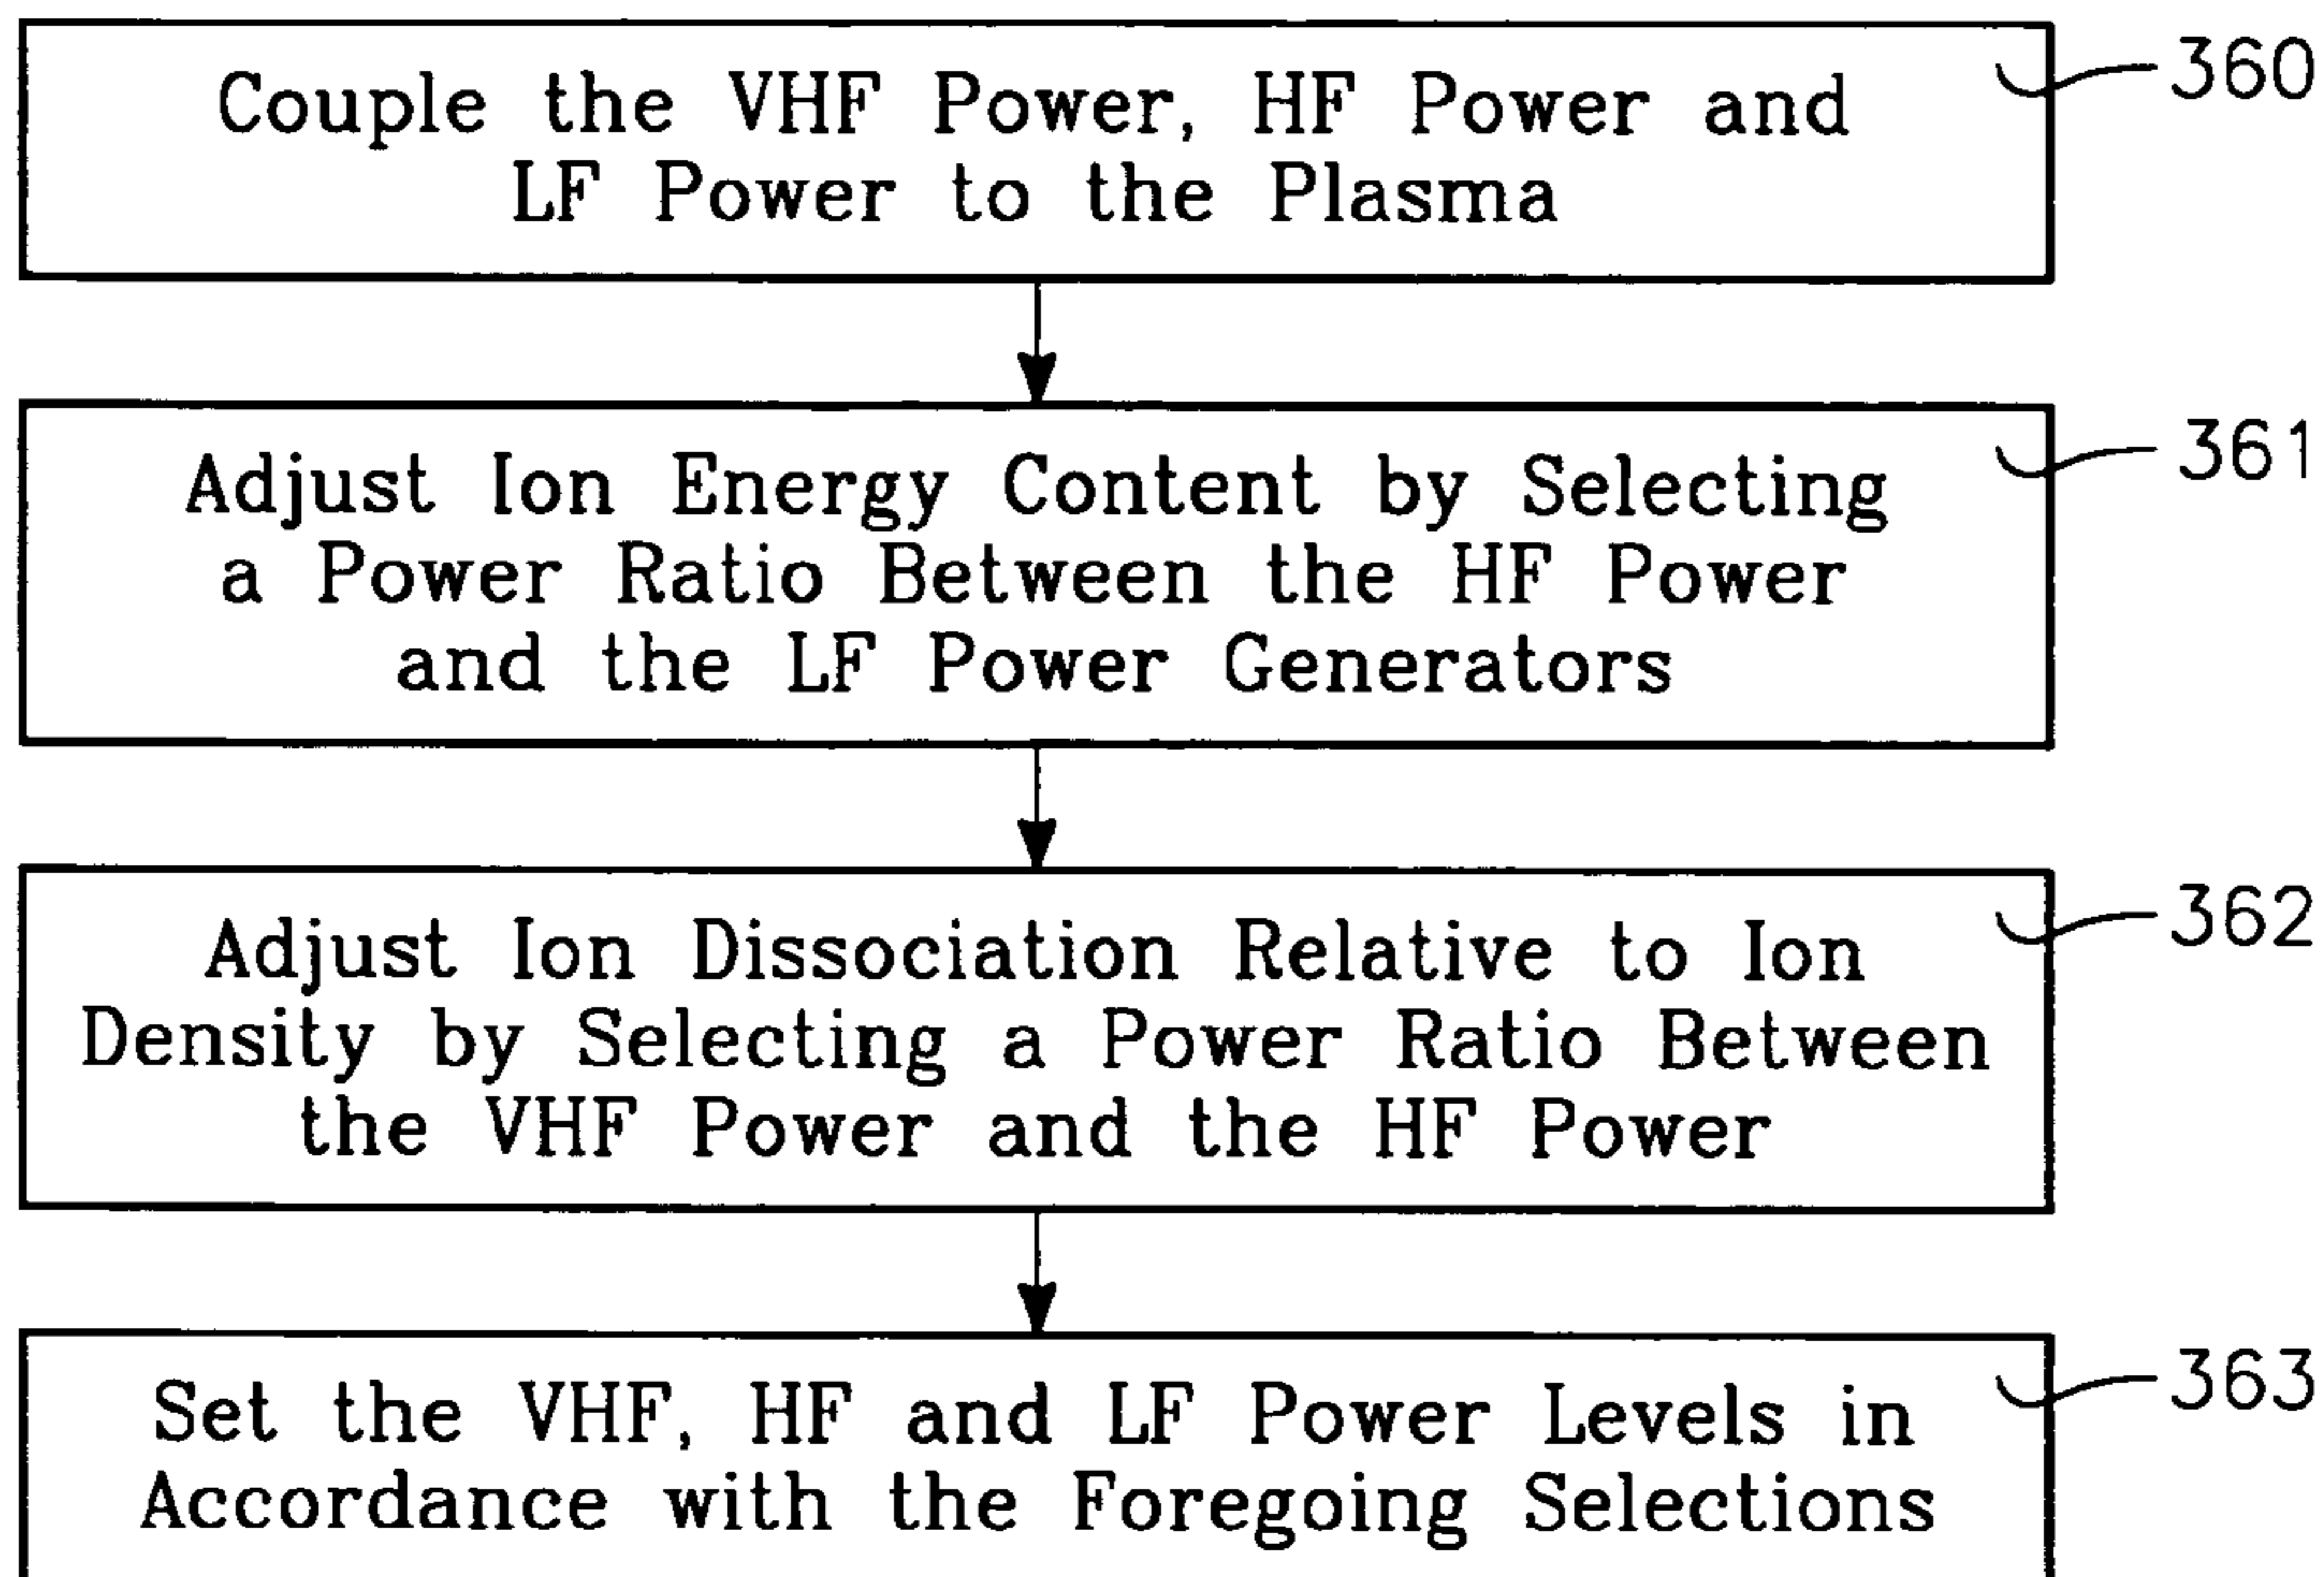 Couple the VHF Power, HF Power and
LF Power to the Plasma
360
Adjust Ion Energy Content by Selecting
a Power Ratio Between the HF Power
and the LF Power Generators
361
Adjust Ion Dissociation Relative to Ion
Density by Selecting a Power Ratio Between
the VHF Power and the HF Power
362
Set the VHF, HF and LF Power Levels in
Accordance with the Foregoing Selections
363